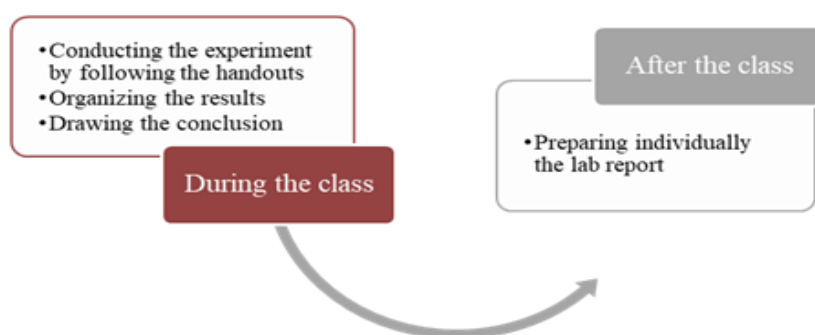 •Conducting the experiment
by following the handouts
•Organizing the results
•Drawing the conclusion
During the class
After the class
•Preparing individually
the lab report